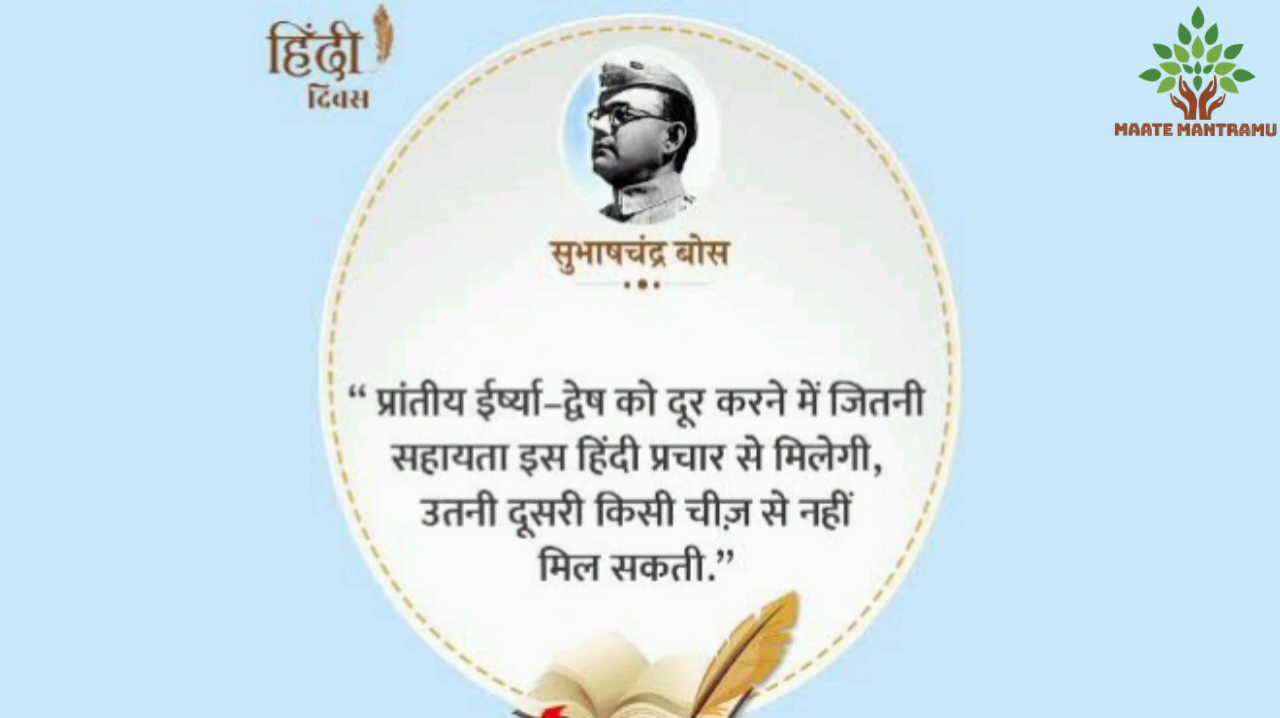 हिंदी
दिवस
MAATE MANTRAMU
सुभाषचंद्र बोस
“ प्रांतीय ईर्ष्या–द्वेष को दूर करने में जितनी
सहायता इस हिंदी प्रचार से मिलेगी,
उतनी दूसरी किसी चीज़ से नहीं
मिल सकती.”